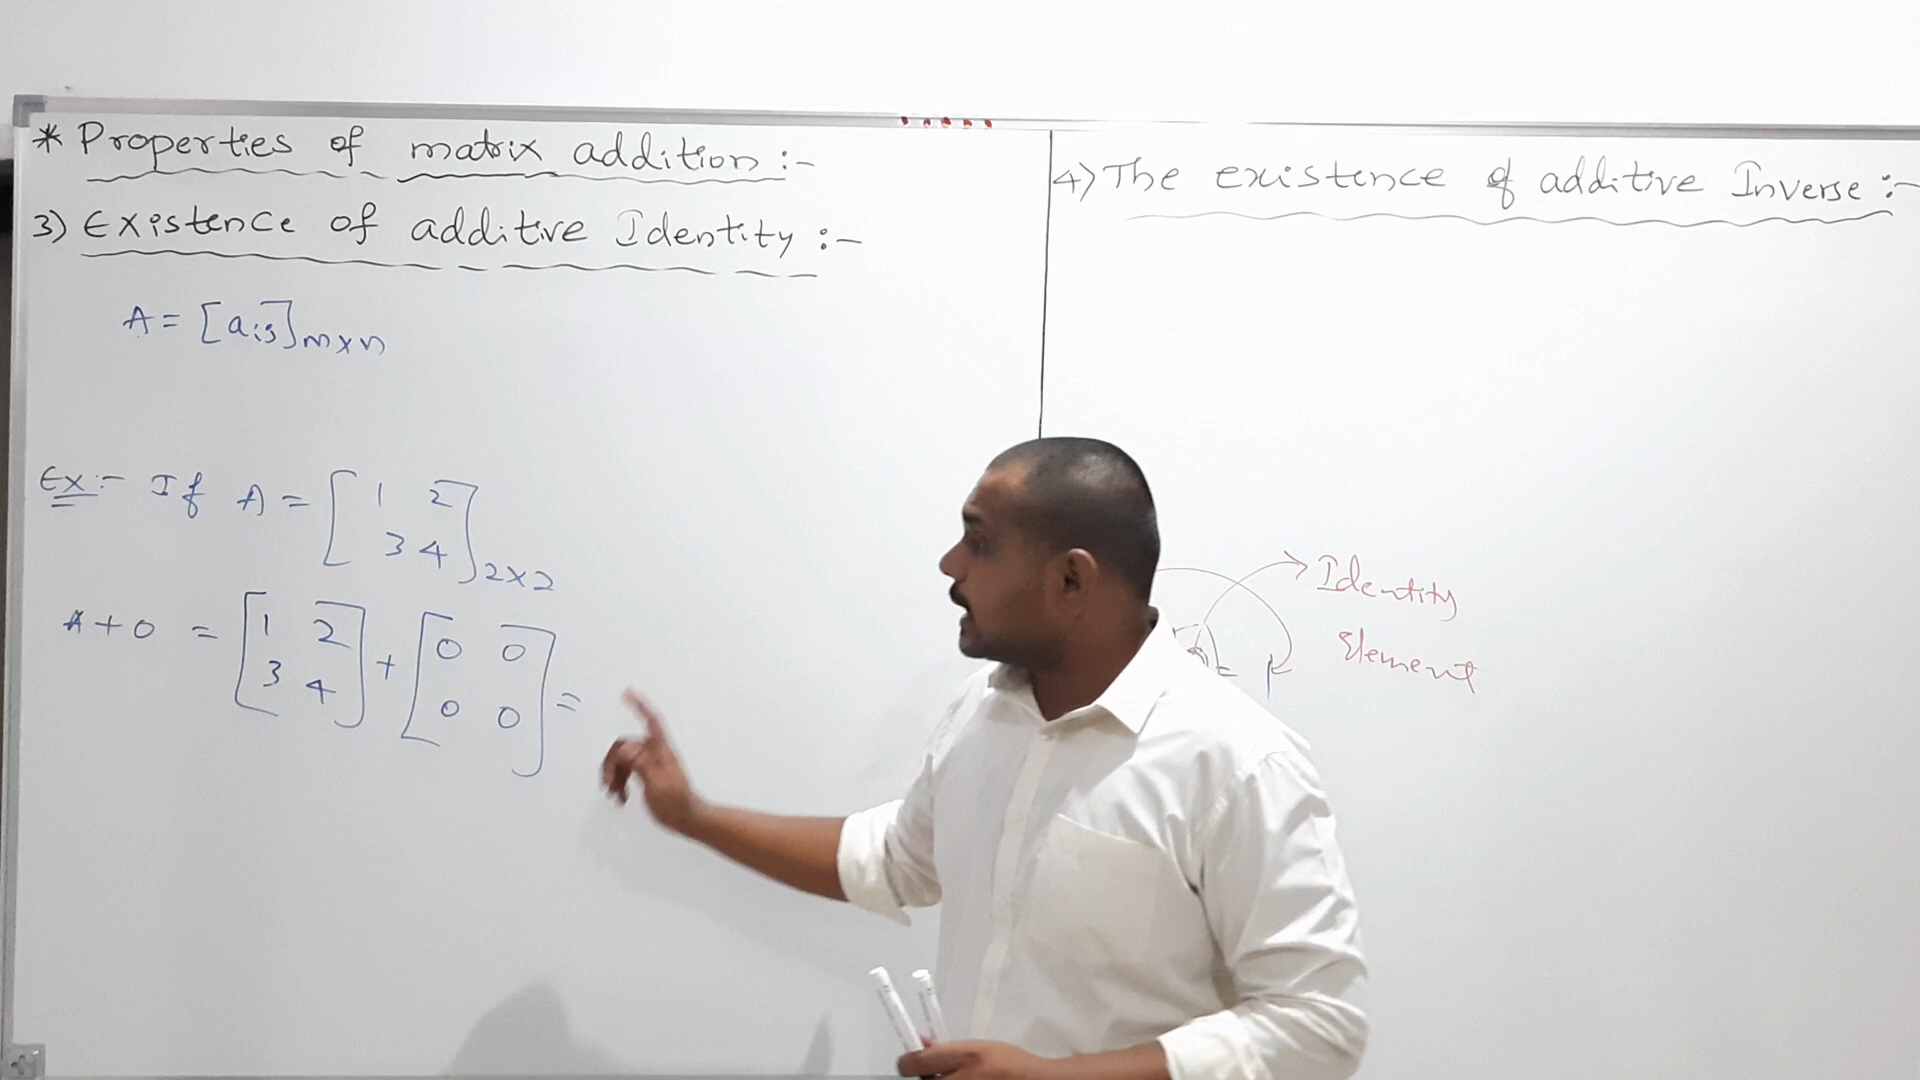 * Properties of matrix addition :-
3) Existence of additive Identity :-
A = [aij]m×n
Ex:- If A = [ 1 2
3 4 ]2×2
A + 0 = [ 1 2
3 4 ] + [ 0 0
0 0 ] =
4) The existence of additive Inverse :-
Identity
Element